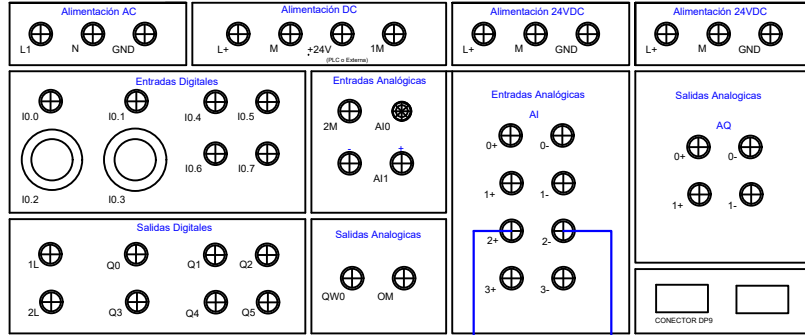 Alimentación AC
L1 N GND
Alimentación DC
L+ M +24V 1M
(PLC o Externa)
Alimentación 24VDC
L+ M GND
Alimentación 24VDC
L+ M GND
Entradas Digitales
I0.0 I0.1 I0.4 I0.5
I0.6 I0.7
I0.2 I0.3
Entradas Analógicas
2M AI0
- +
AI1
Entradas Analógicas
AI
0+ 0-
1+ 1-
2+ 2-
3+ 3-
Salidas Analogicas
AQ
0+ 0-
1+ 1-
Salidas Digitales
1L Q0 Q1 Q2
2L Q3 Q4 Q5
Salidas Analogicas
QW0 OM
CONECTOR DP9